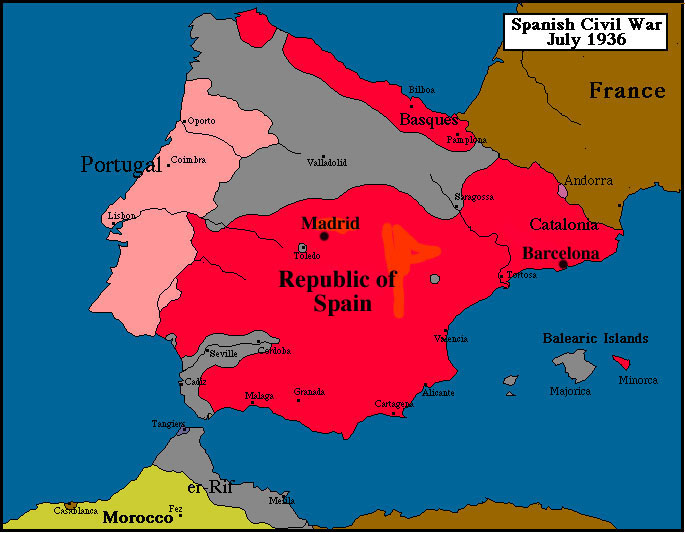 Spanish Civil War
July 1936
France
Bilboa
Basques
Pamplona
Oporto
Portugal
Coimbra
Valladolid
Andorra
Saragossa
Lisbon
Madrid
Catalonia
Barcelona
Toledo
Republic of
Spain
Tortosa
Valencia
Balearic Islands
Seville
Cordoba
Minorca
Majorica
Cadiz
Malaga
Granada
Alicante
Cartagena
Tangiers
er-Rif
Melilla
Casablanca
Morocco
Fez
P